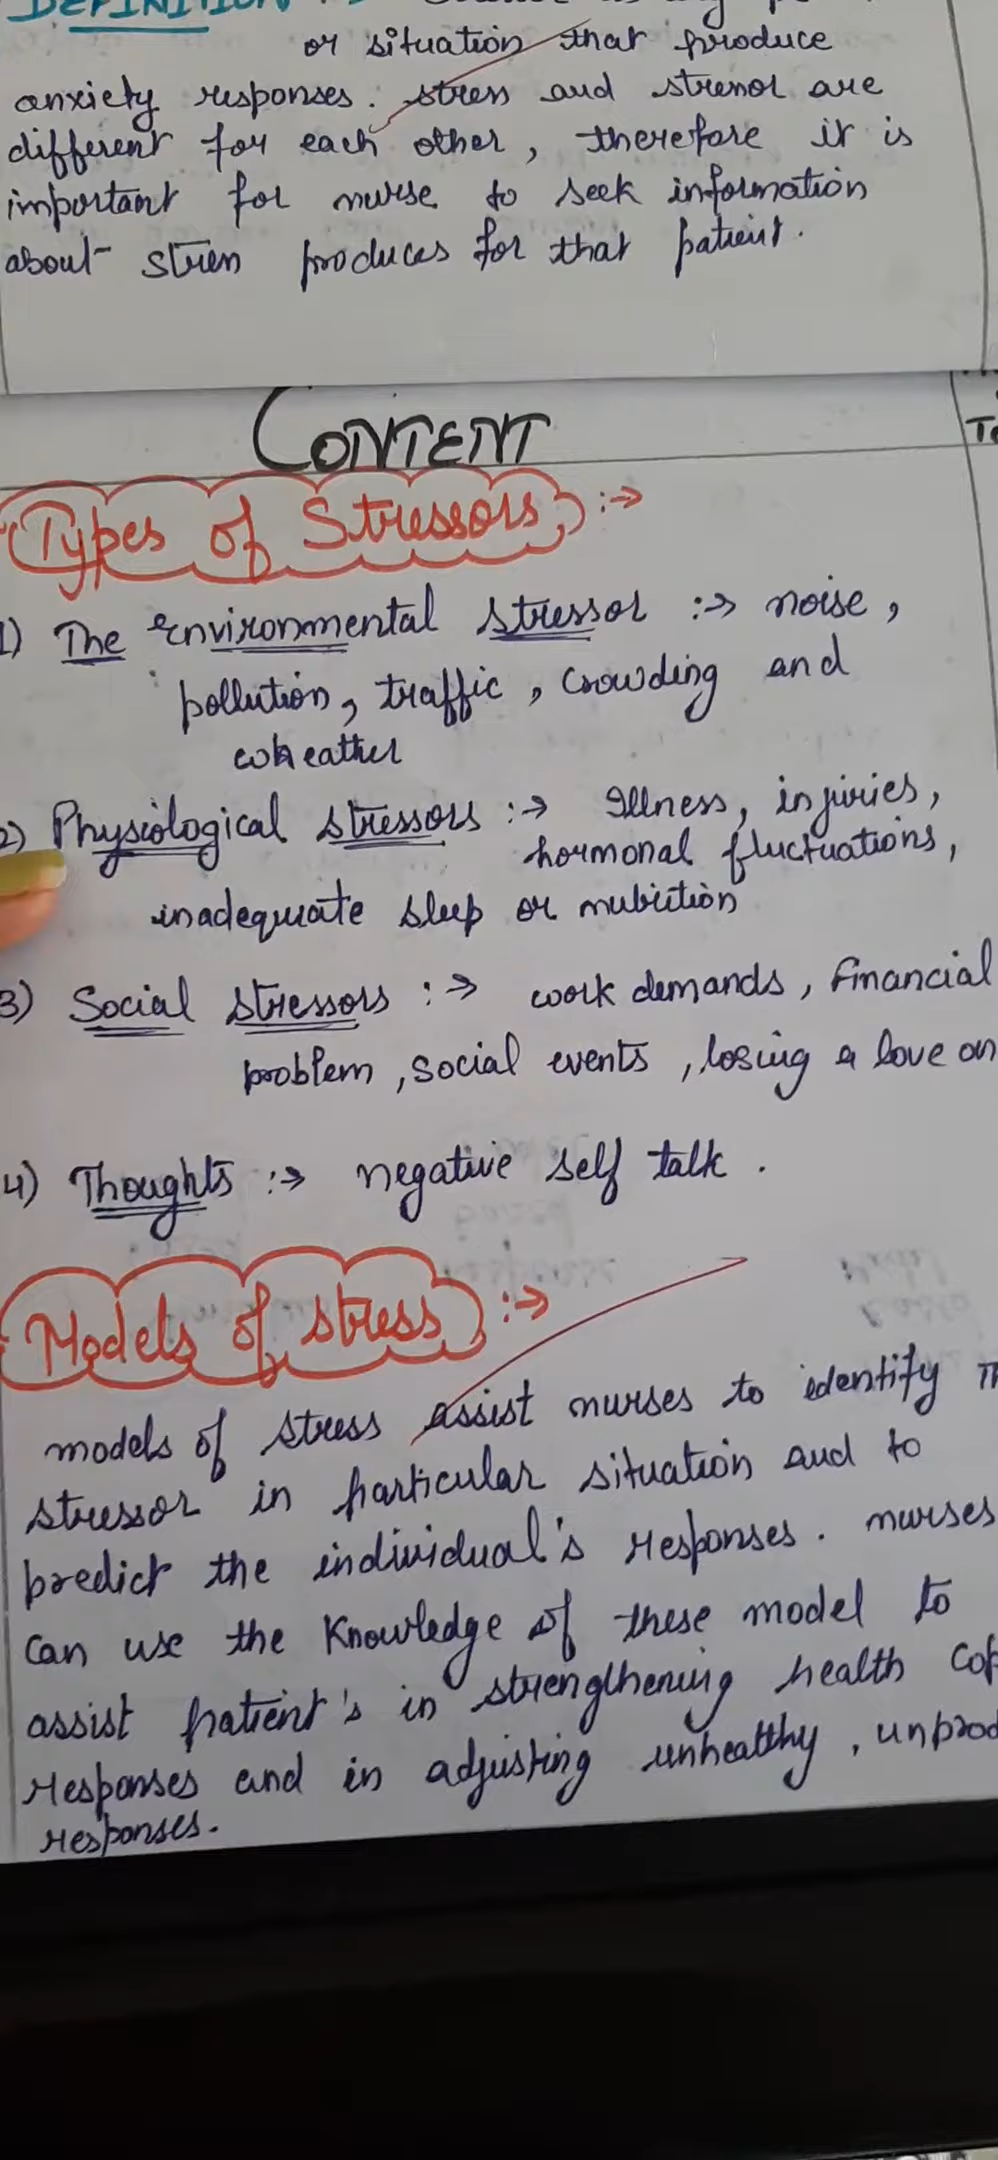 DEFINITION :
or situation that produce
anxiety responses. stress and stressor are
different for each other, therefore it is
important for nurse to seek information
about stress produces for that patient.
CONTENT
Types of Stressors :→
1) The environmental stressor :→ noise,
pollution, traffic, crowding and
wheather
2) Physiological stressors :→ Illness, injuries,
hormonal fluctuations,
inadequate sleep or nutrition
3) Social stressors :→ work demands, Financial
problem, social events, losing a love on
4) Thoughts :→ negative self talk.
Models of stress :→
models of stress assist nurses to identify
stressor in particular situation and to
predict the individual's responses. nurses
can use the knowledge of these model to
assist patient's in strengthening health
responses and in adjusting unhealthy,
responses.